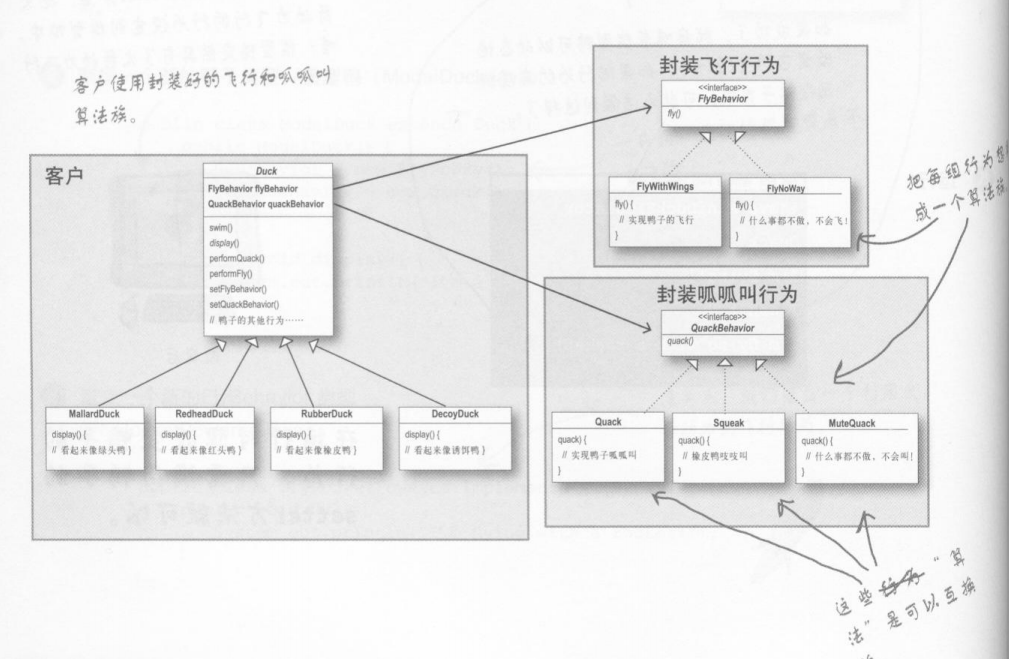 客户使用封装好的飞行和呱呱叫
算法族。
客户
Duck
FlyBehavior flyBehavior
QuackBehavior quackBehavior
swim()
display()
performQuack()
performFly()
setFlyBehavior()
setQuackBehavior()
// 鸭子的其他行为……
MallardDuck
display() {
// 看起来像绿头鸭 }
RedheadDuck
display() {
// 看起来像红头鸭 }
RubberDuck
display() {
// 看起来像橡皮鸭 }
DecoyDuck
display() {
// 看起来像诱饵鸭 }
封装飞行行为
<<interface>>
FlyBehavior
fly()
FlyWithWings
fly() {
// 实现鸭子的飞行
}
FlyNoWay
fly() {
// 什么事都不做，不会飞！
}
把每组行为想
成一个算法族
封装呱呱叫行为
<<interface>>
QuackBehavior
quack()
Quack
quack) {
// 实现鸭子呱呱叫
}
Squeak
quack() {
// 橡皮鸭吱吱叫
}
MuteQuack
quack() {
// 什么事都不做，不会叫！
}
这些行为“算
法”是可以互换